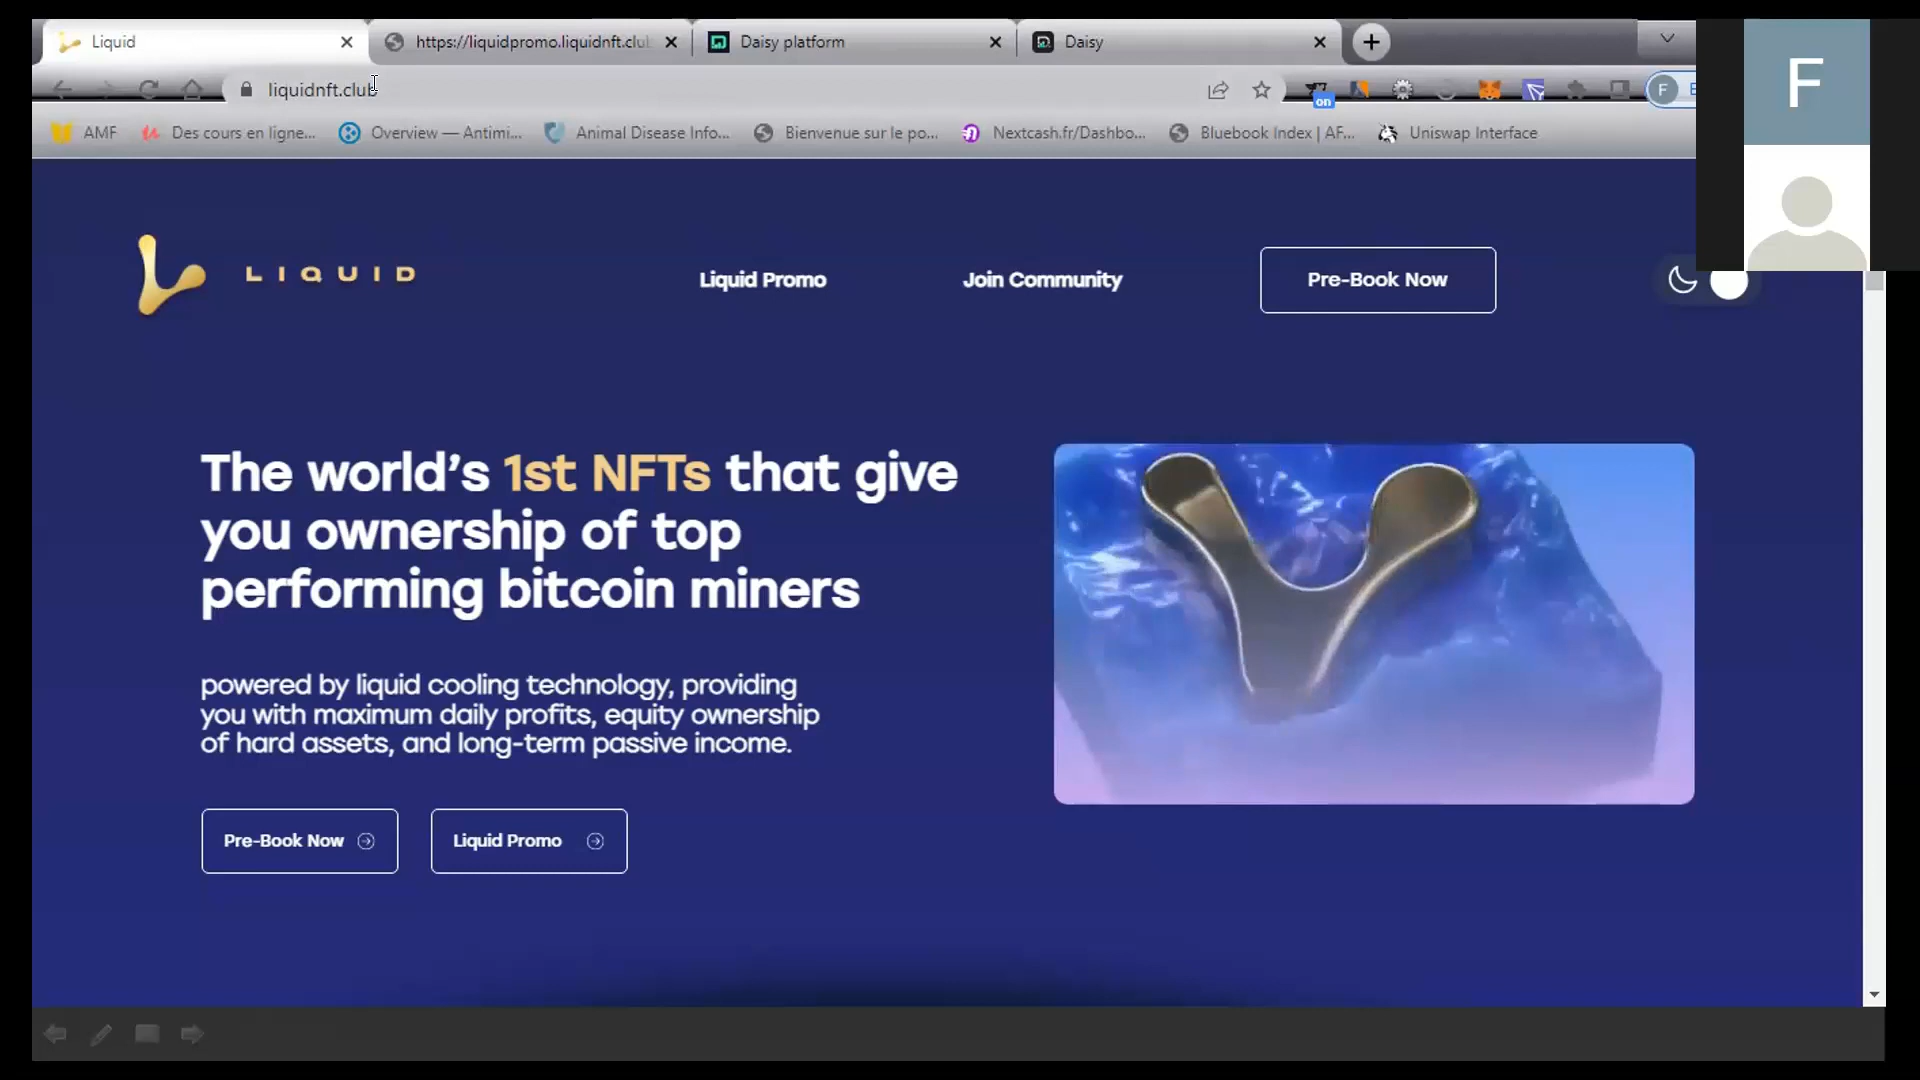 Liquid
https://liquidpromo.liquidnft.club
Daisy platform
Daisy
liquidnft.club
on
F
AMF
Des cours en ligne...
Overview — Antimi...
Animal Disease Info...
Bienvenue sur le po...
Nextcash.fr/Dashbo...
Bluebook Index | AF...
Uniswap Interface
F
LIQUID
Liquid Promo
Join Community
Pre-Book Now
The world's 1st NFTs that give
you ownership of top
performing bitcoin miners
powered by liquid cooling technology, providing
you with maximum daily profits, equity ownership
of hard assets, and long-term passive income.
Pre-Book Now
Liquid Promo